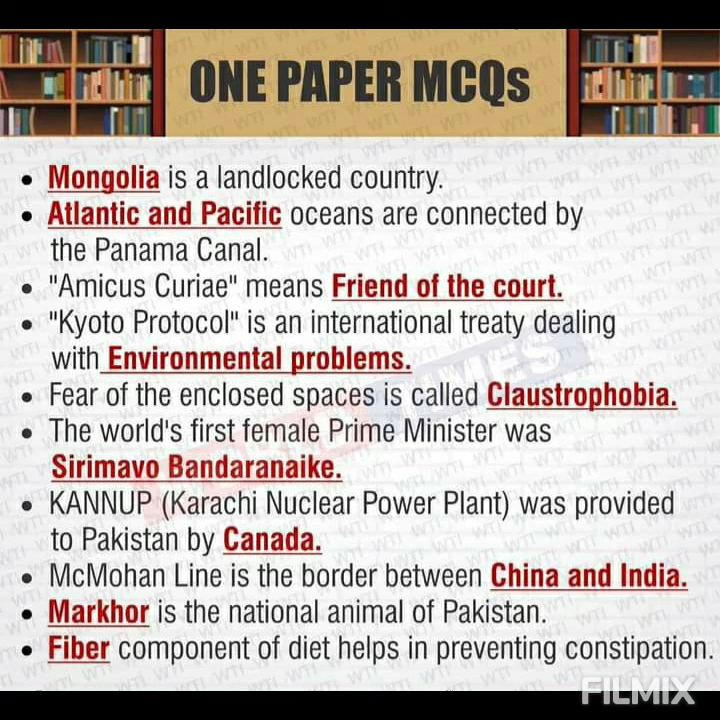 ONE PAPER MCQs
• Mongolia is a landlocked country.
• Atlantic and Pacific oceans are connected by
the Panama Canal.
• "Amicus Curiae" means Friend of the court.
• "Kyoto Protocol" is an international treaty dealing
with Environmental problems.
• Fear of the enclosed spaces is called Claustrophobia.
• The world's first female Prime Minister was
Sirimavo Bandaranaike.
• KANNUP (Karachi Nuclear Power Plant) was provided
to Pakistan by Canada.
• McMohan Line is the border between China and India.
• Markhor is the national animal of Pakistan.
• Fiber component of diet helps in preventing constipation.
FILMIX